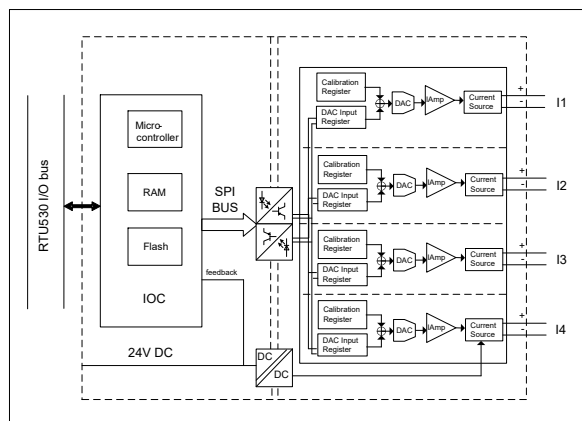 RTU530 I/O bus
Micro-
controller
RAM
Flash
IOC
SPI
BUS
feedback
24V DC
DC
DC
Calibration
Register
DAC Input
Register
DAC
IAmp
Current
Source
+
-
I1
Calibration
Register
DAC Input
Register
DAC
IAmp
Current
Source
+
-
I2
Calibration
Register
DAC Input
Register
DAC
IAmp
Current
Source
+
-
I3
Calibration
Register
DAC Input
Register
DAC
IAmp
Current
Source
+
-
I4